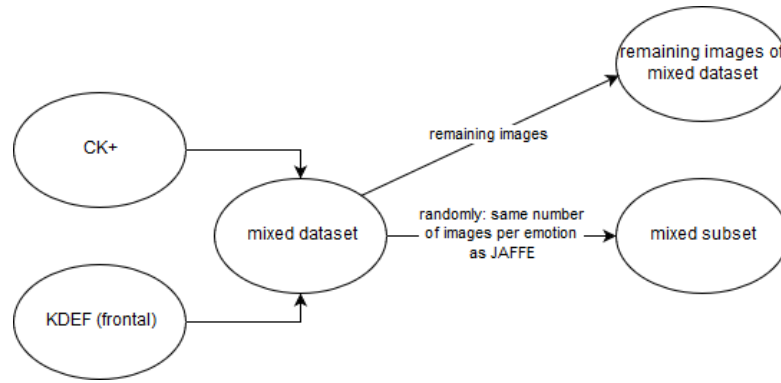 remaining images of
mixed dataset
remaining images
CK+
mixed dataset
randomly: same number
of images per emotion
as JAFFE
mixed subset
KDEF (frontal)